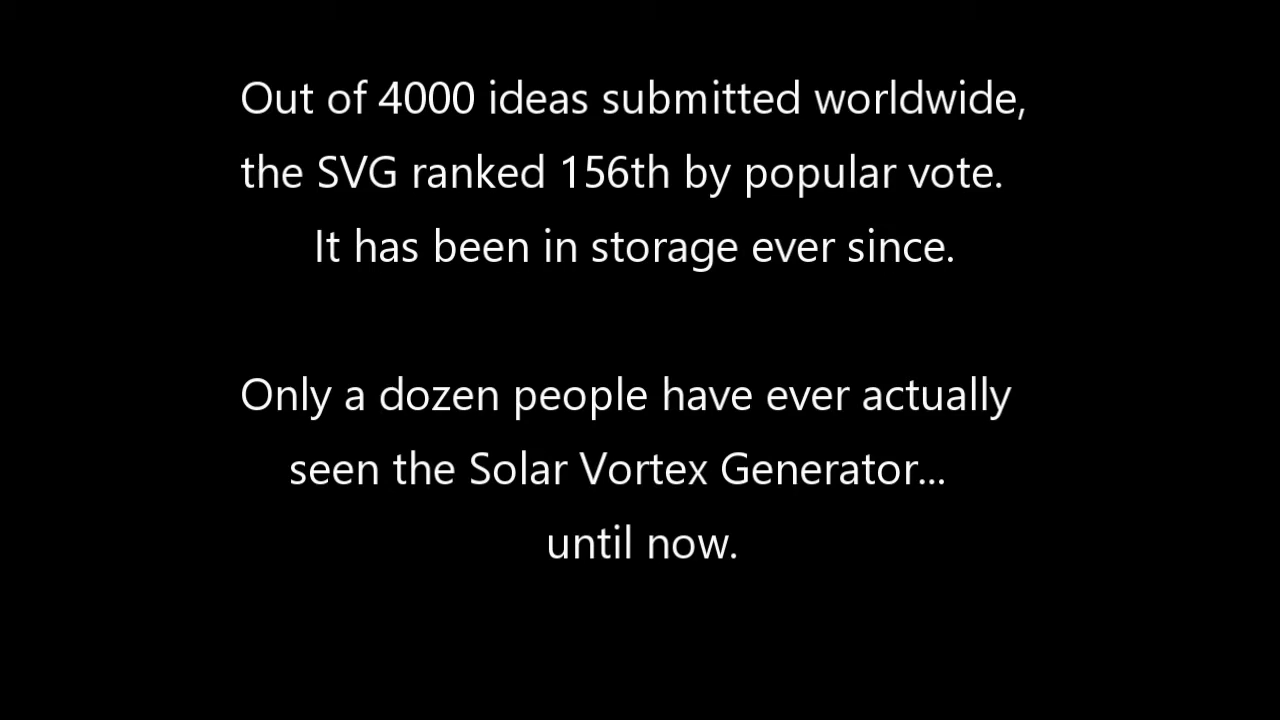 Out of 4000 ideas submitted worldwide,
the SVG ranked 156th by popular vote.
It has been in storage ever since.
Only a dozen people have ever actually
seen the Solar Vortex Generator...
until now.